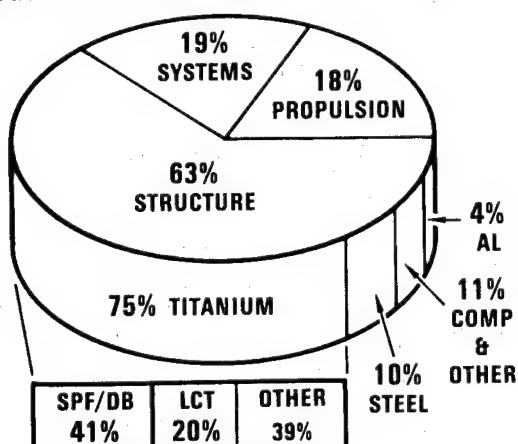 19%
SYSTEMS
18%
PROPULSION
63%
STRUCTURE
4%
AL
75% TITANIUM
11%
COMP
&
OTHER
10%
STEEL
SPF/DB
41%
LCT
20%
OTHER
39%